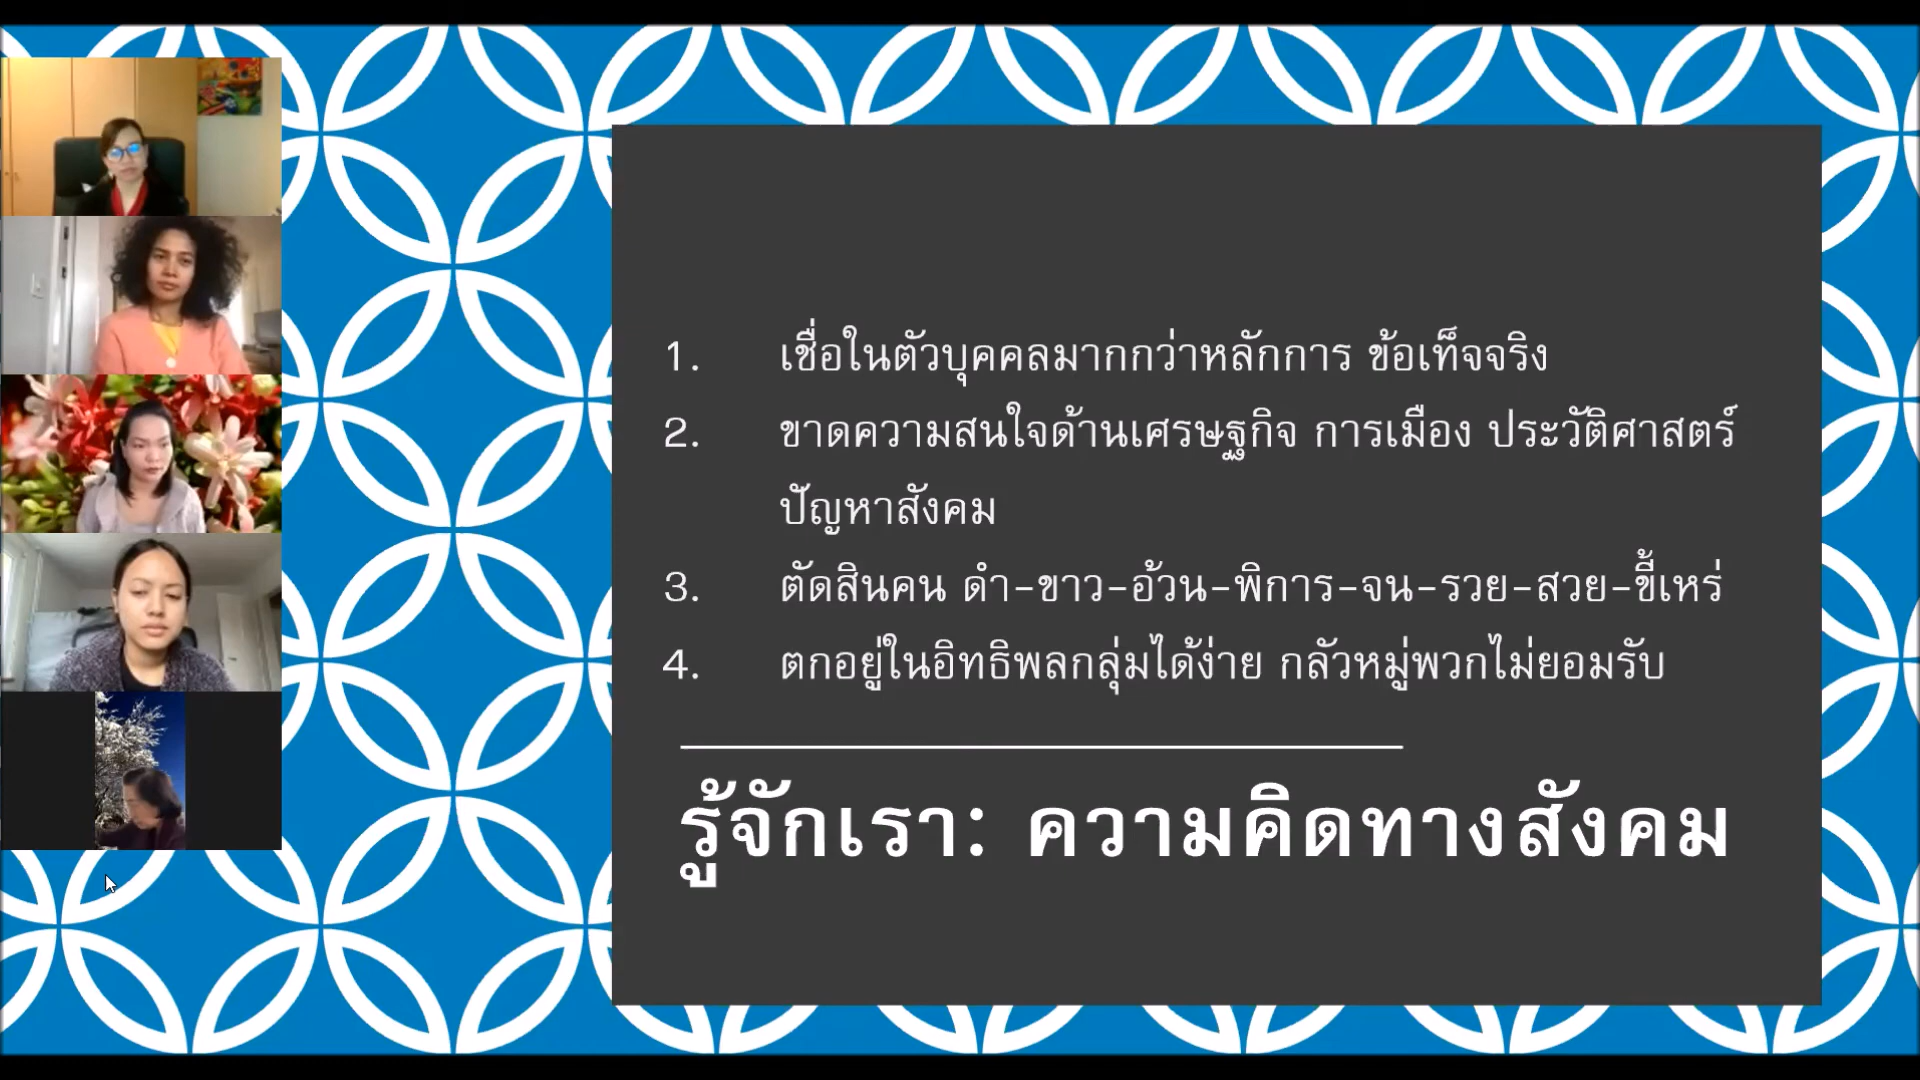 1. เชื่อในตัวบุคคลมากกว่าหลักการ ข้อเท็จจริง
2. ขาดความสนใจด้านเศรษฐกิจ การเมือง ประวัติศาสตร์
ปัญหาสังคม
3. ตัดสินคน ดำ-ขาว-อ้วน-พิการ-จน-รวย-สวย-ขี้เหร่
4. ตกอยู่ในอิทธิพลกลุ่มได้ง่าย กลัวหมู่พวกไม่ยอมรับ
รู้จักเรา: ความคิดทางสังคม